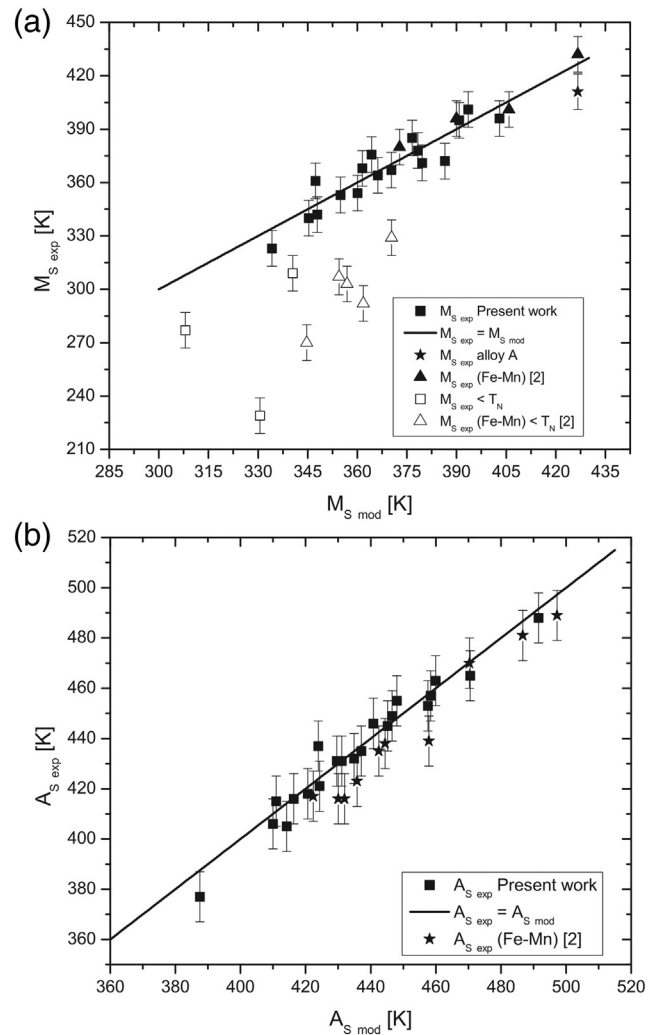 (a)
450
420
390
360
330
300
270
240
210
M_S exp [K]
M_S exp Present work
M_S exp = M_S mod
M_S exp alloy A
M_S exp (Fe-Mn) [2]
M_S exp < T_N
M_S exp (Fe-Mn) < T_N [2]
285 300 315 330 345 360 375 390 405 420 435
M_S mod [K]
(b)
520
500
480
460
440
420
400
380
360
A_S exp [K]
A_S exp Present work
A_S exp = A_S mod
A_S exp (Fe-Mn) [2]
360 380 400 420 440 460 480 500 520
A_S mod [K]